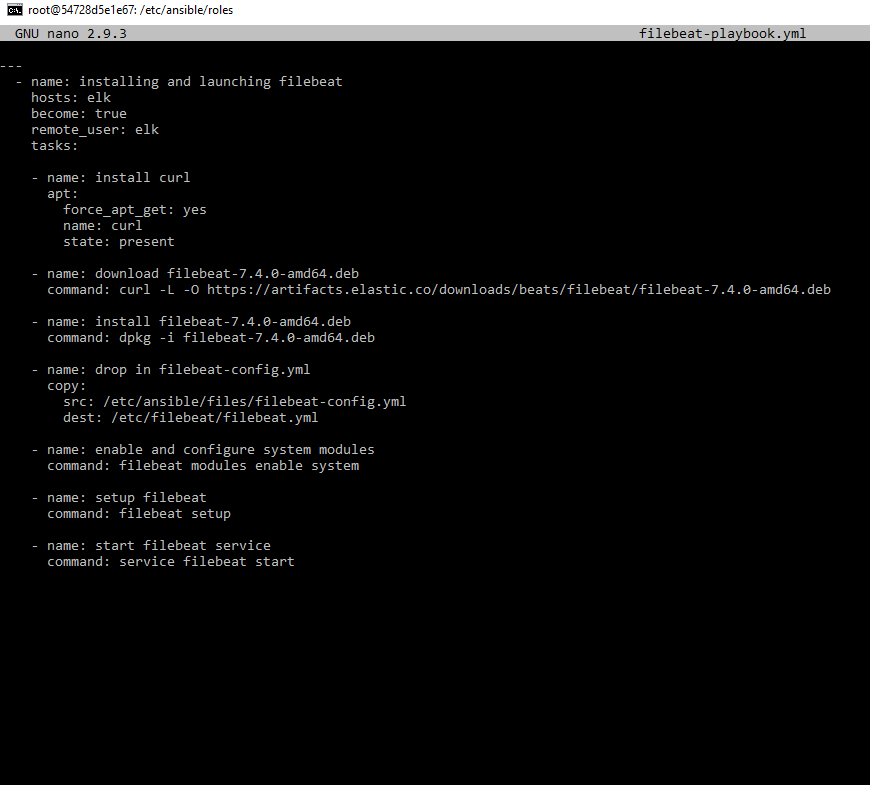 root@54728d5e1e67: /etc/ansible/roles
GNU nano 2.9.3 filebeat-playbook.yml
---
  - name: installing and launching filebeat
    hosts: elk
    become: true
    remote_user: elk
    tasks:

    - name: install curl
      apt:
        force_apt_get: yes
        name: curl
        state: present

    - name: download filebeat-7.4.0-amd64.deb
      command: curl -L -O https://artifacts.elastic.co/downloads/beats/filebeat/filebeat-7.4.0-amd64.deb

    - name: install filebeat-7.4.0-amd64.deb
      command: dpkg -i filebeat-7.4.0-amd64.deb

    - name: drop in filebeat-config.yml
      copy:
        src: /etc/ansible/files/filebeat-config.yml
        dest: /etc/filebeat/filebeat.yml

    - name: enable and configure system modules
      command: filebeat modules enable system

    - name: setup filebeat
      command: filebeat setup

    - name: start filebeat service
      command: service filebeat start